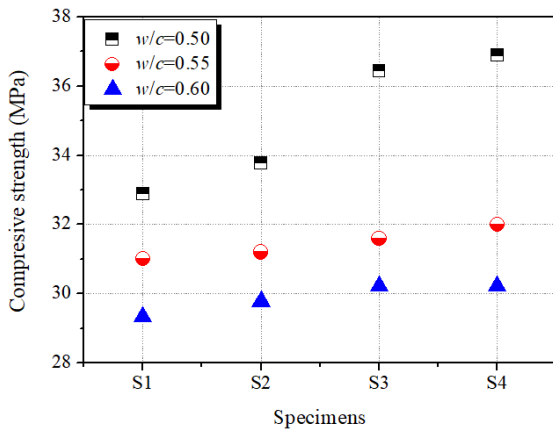 38
36
34
32
30
28
Compresive strength (MPa)
w/c=0.50
w/c=0.55
w/c=0.60
S1 S2 S3 S4
Specimens